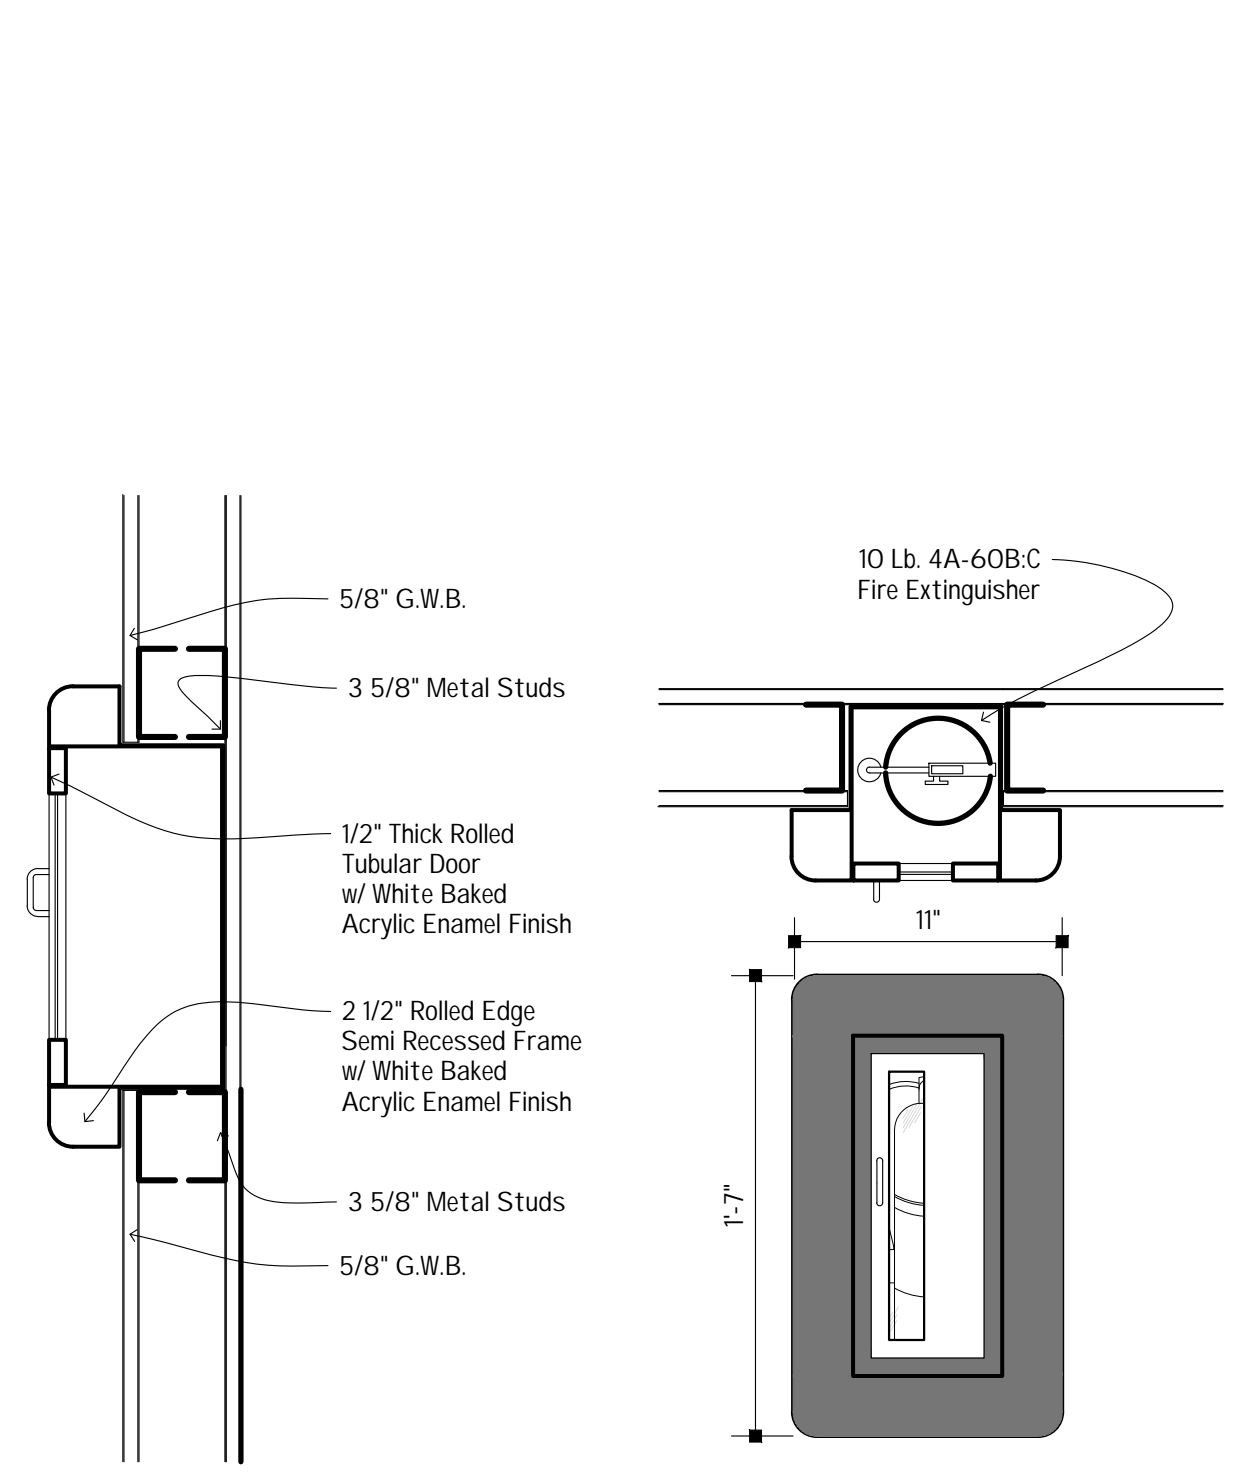 5/8" G.W.B.
3 5/8" Metal Studs
1/2" Thick Rolled
Tubular Door
w/ White Baked
Acrylic Enamel Finish
2 1/2" Rolled Edge
Semi Recessed Frame
w/ White Baked
Acrylic Enamel Finish
3 5/8" Metal Studs
5/8" G.W.B.
10 Lb. 4A-60B:C
Fire Extinguisher
11"
1'-7"